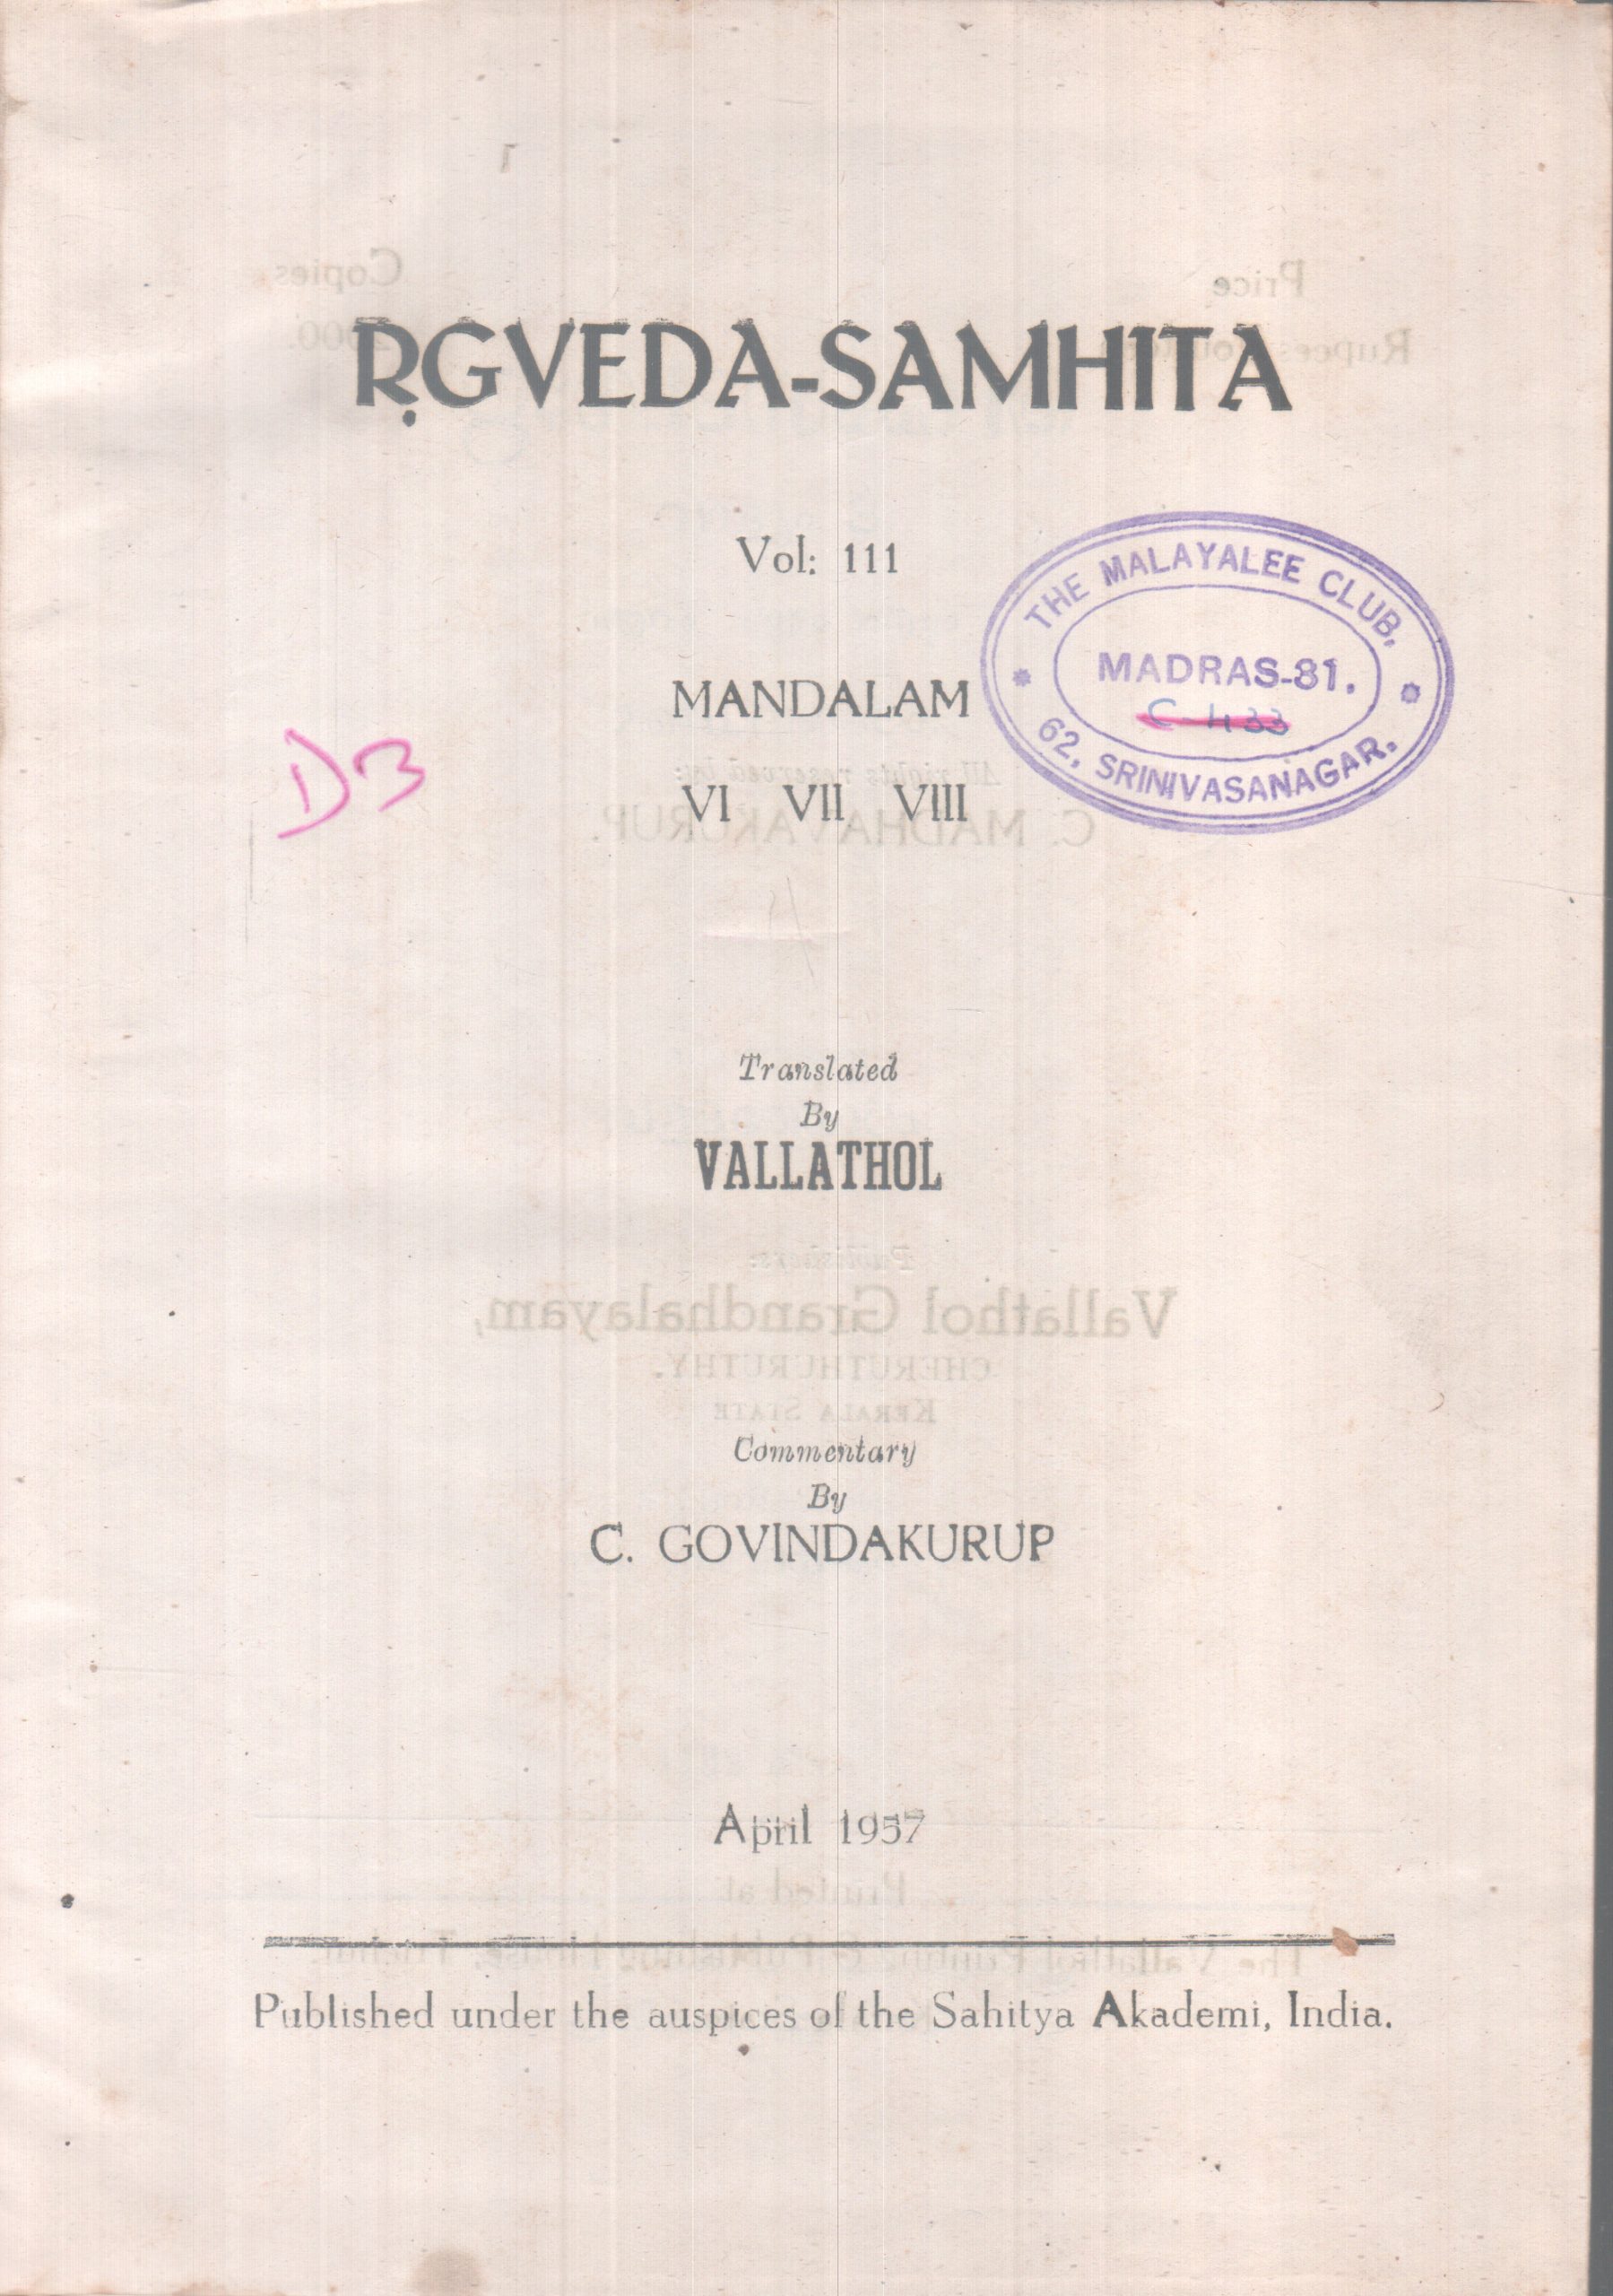 ṚGVEDA-SAMHITA
Vol: 111
THE MALAYALEE CLUB,
MADRAS-81.
C-433
62, SRINIVASANAGAR.
MANDALAM
VI VII VIII
D3
Translated
By
VALLATHOL
Commentary
By
C. GOVINDAKURUP
April 1957
Published under the auspices of the Sahitya Akademi, India.